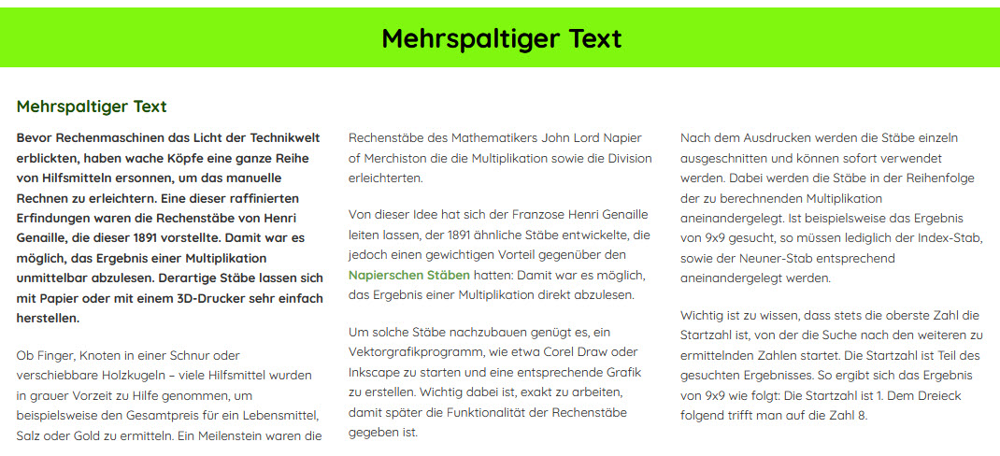 Mehrspaltiger Text
Mehrspaltiger Text
Bevor Rechenmaschinen das Licht der Technikwelt
erblickten, haben wache Köpfe eine ganze Reihe
von Hilfsmitteln ersonnen, um das manuelle
Rechnen zu erleichtern. Eine dieser raffinierten
Erfindungen waren die Rechenstäbe von Henri
Genaille, die dieser 1891 vorstellte. Damit war es
möglich, das Ergebnis einer Multiplikation
unmittelbar abzulesen. Derartige Stäbe lassen sich
mit Papier oder mit einem 3D-Drucker sehr einfach
herstellen.
Ob Finger, Knoten in einer Schnur oder
verschiebbare Holzkugeln – viele Hilfsmittel wurden
in grauer Vorzeit zu Hilfe genommen, um
beispielsweise den Gesamtpreis für ein Lebensmittel,
Salz oder Gold zu ermitteln. Ein Meilenstein waren die
Rechenstäbe des Mathematikers John Lord Napier
of Merchiston die die Multiplikation sowie die Division
erleichterten.
Von dieser Idee hat sich der Franzose Henri Genaille
leiten lassen, der 1891 ähnliche Stäbe entwickelte, die
jedoch einen gewichtigen Vorteil gegenüber den
Napierschen Stäben hatten: Damit war es möglich,
das Ergebnis einer Multiplikation direkt abzulesen.
Um solche Stäbe nachzubauen genügt es, ein
Vektorgrafikprogramm, wie etwa Corel Draw oder
Inkscape zu starten und eine entsprechende Grafik
zu erstellen. Wichtig dabei ist, exakt zu arbeiten,
damit später die Funktionalität der Rechenstäbe
gegeben ist.
Nach dem Ausdrucken werden die Stäbe einzeln
ausgeschnitten und können sofort verwendet
werden. Dabei werden die Stäbe in der Reihenfolge
der zu berechnenden Multiplikation
aneinandergelegt. Ist beispielsweise das Ergebnis
von 9x9 gesucht, so müssen lediglich der Index-Stab,
sowie der Neuner-Stab entsprechend
aneinandergelegt werden.
Wichtig ist zu wissen, dass stets die oberste Zahl die
Startzahl ist, von der die Suche nach den weiteren zu
ermittelnden Zahlen startet. Die Startzahl ist Teil des
gesuchten Ergebnisses. So ergibt sich das Ergebnis
von 9x9 wie folgt: Die Startzahl ist 1. Dem Dreieck
folgend trifft man auf die Zahl 8.